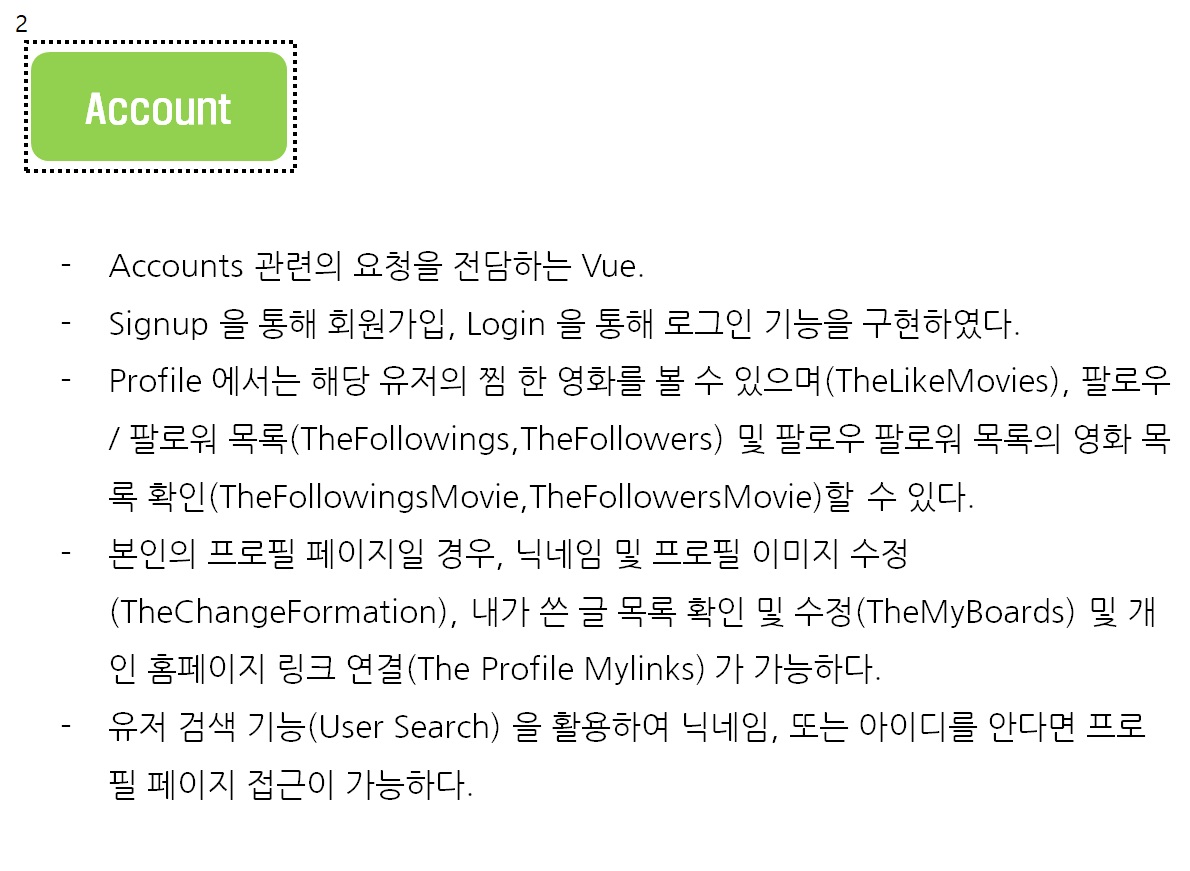 2
Account
- Accounts 관련의 요청을 전담하는 Vue.
- Signup 을 통해 회원가입, Login 을 통해 로그인 기능을 구현하였다.
- Profile 에서는 해당 유저의 찜 한 영화를 볼 수 있으며(TheLikeMovies), 팔로우
/ 팔로워 목록(TheFollowings,TheFollowers) 및 팔로우 팔로워 목록의 영화 목
록 확인(TheFollowingsMovie,TheFollowersMovie)할 수 있다.
- 본인의 프로필 페이지일 경우, 닉네임 및 프로필 이미지 수정
(TheChangeFormation), 내가 쓴 글 목록 확인 및 수정(TheMyBoards) 및 개
인 홈페이지 링크 연결(The Profile Mylinks) 가 가능하다.
- 유저 검색 기능(User Search) 을 활용하여 닉네임, 또는 아이디를 안다면 프로
필 페이지 접근이 가능하다.